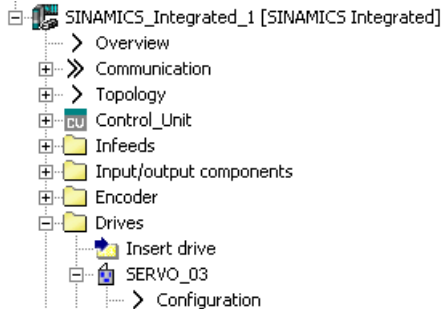 SINAMICS_Integrated_1 [SINAMICS Integrated]
Overview
Communication
Topology
CU Control_Unit
Infeeds
Input/output components
Encoder
Drives
Insert drive
SERVO_03
Configuration